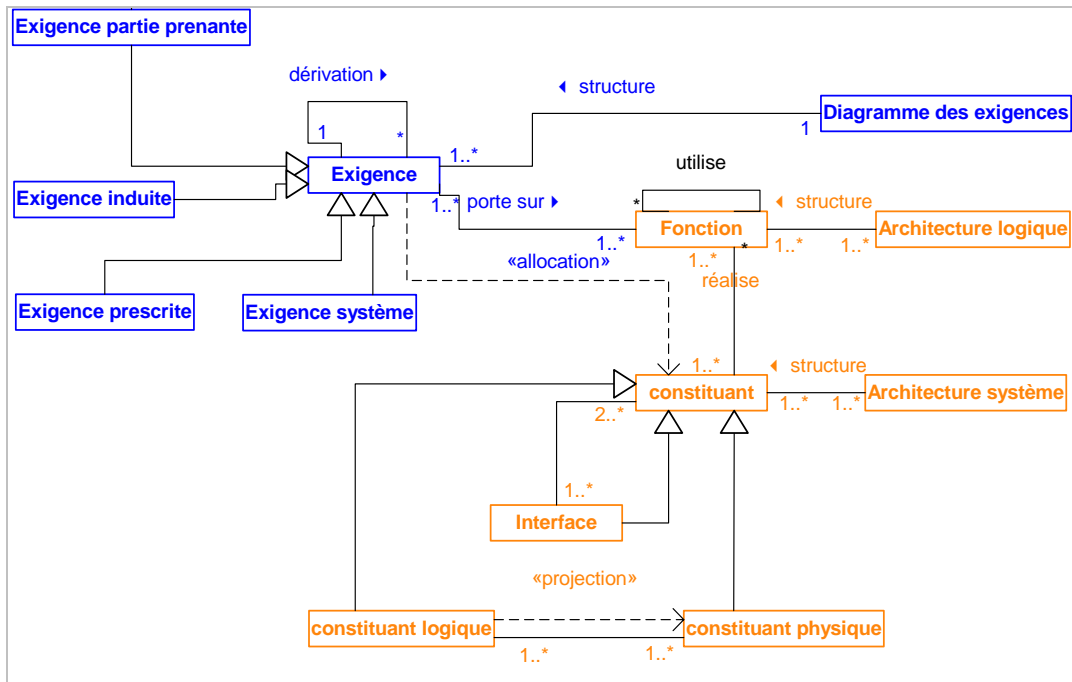 Exigence partie prenante
dérivation
structure
Diagramme des exigences
1
*
1..*
1
utilise
Exigence
Exigence induite
1..*
porte sur
*
structure
Fonction
Architecture logique
1..*
1..*
*
1..*
1..*
«allocation»
réalise
Exigence prescrite
Exigence système
1..*
structure
constituant
Architecture système
2..*
1..*
1..*
1..*
Interface
«projection»
constituant logique
constituant physique
1..*
1..*